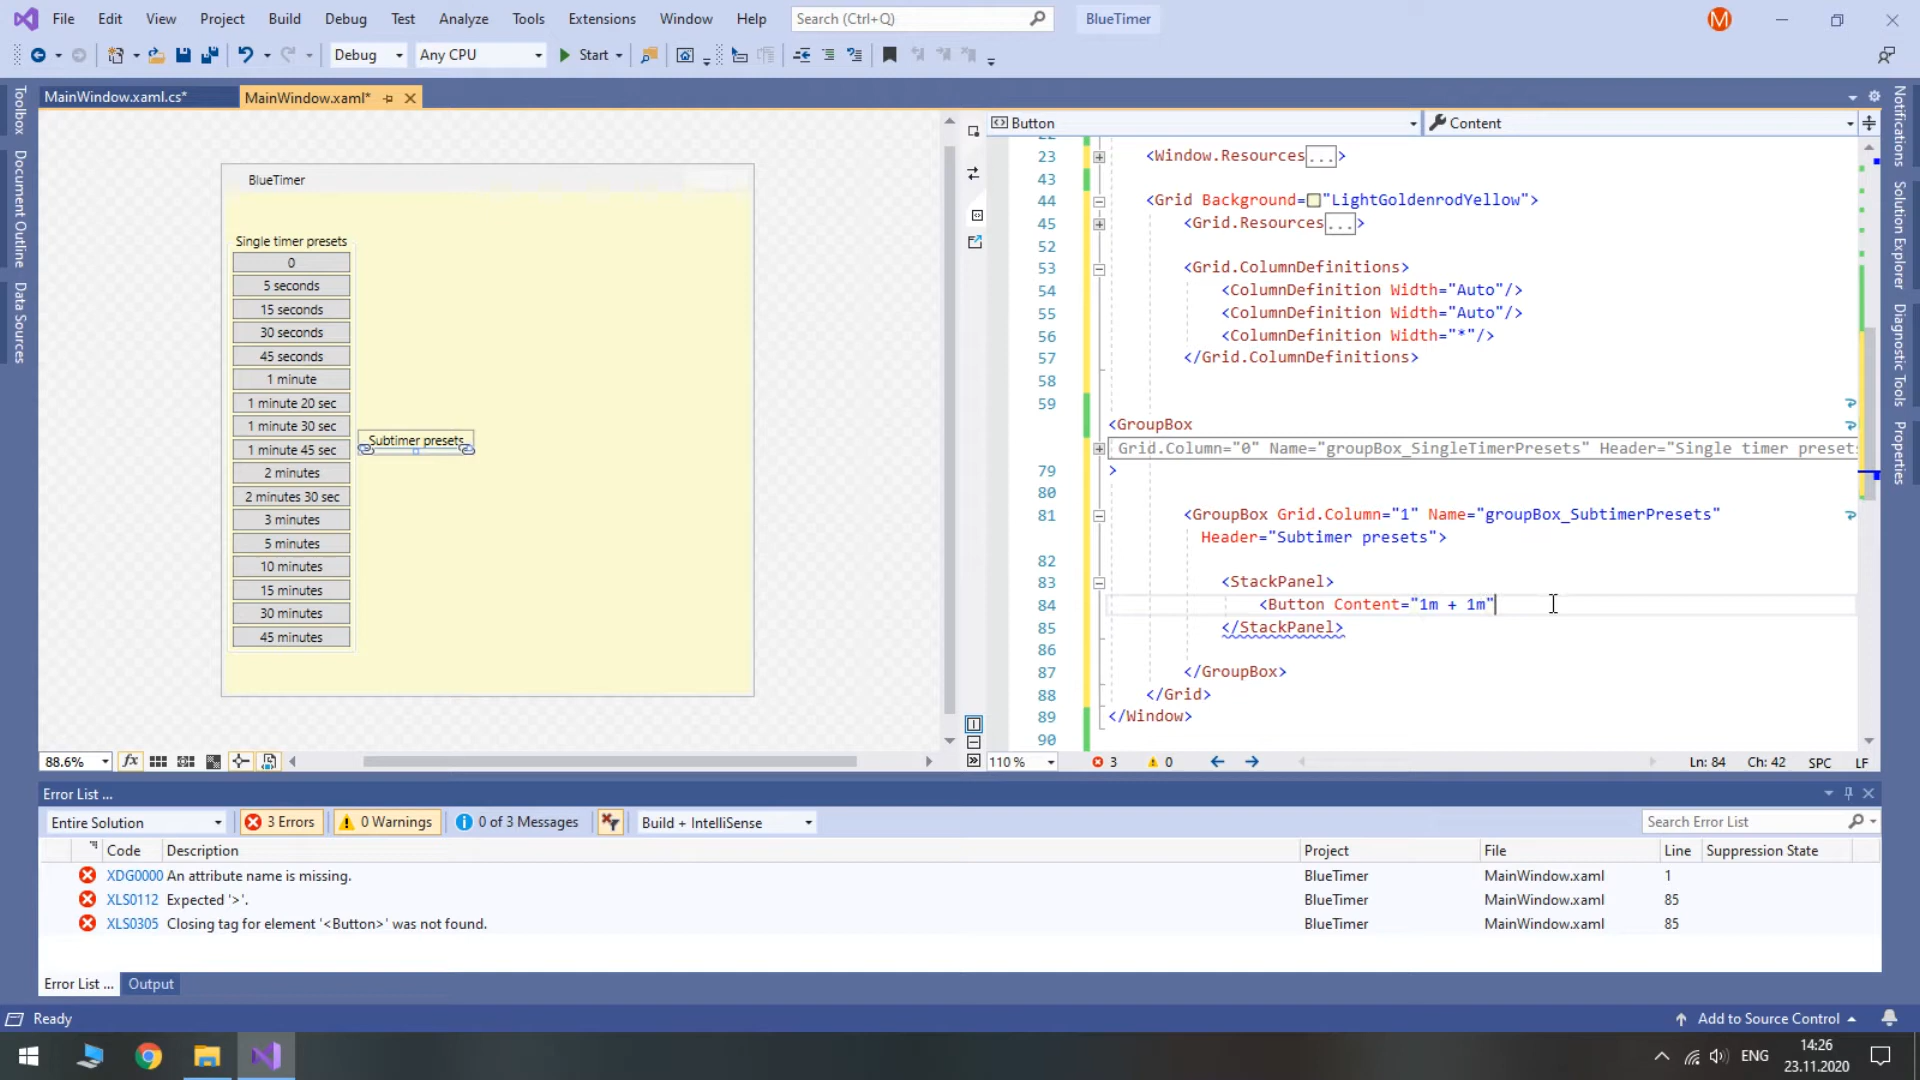 File Edit View Project Build Debug Test Analyze Tools Extensions Window Help Search (Ctrl+Q) BlueTimer M
Debug Any CPU Start
MainWindow.xaml.cs* MainWindow.xaml*
Toolbox
Document Outline
Data Sources
BlueTimer
Single timer presets
0
5 seconds
15 seconds
30 seconds
45 seconds
1 minute
1 minute 20 sec
1 minute 30 sec
1 minute 45 sec
2 minutes
2 minutes 30 sec
3 minutes
5 minutes
10 minutes
15 minutes
30 minutes
45 minutes
Subtimer presets
88.6%
Button Content
23 <Window.Resources...>
43
44 <Grid Background="LightGoldenrodYellow">
45 <Grid.Resources...>
52
53 <Grid.ColumnDefinitions>
54 <ColumnDefinition Width="Auto"/>
55 <ColumnDefinition Width="Auto"/>
56 <ColumnDefinition Width="*"/>
57 </Grid.ColumnDefinitions>
58
59
<GroupBox
Grid.Column="0" Name="groupBox_SingleTimerPresets" Header="Single timer preset
79 >
80
81 <GroupBox Grid.Column="1" Name="groupBox_SubtimerPresets"
Header="Subtimer presets">
82
83 <StackPanel>
84 <Button Content="1m + 1m"
85 </StackPanel>
86
87 </GroupBox>
88 </Grid>
89 </Window>
90
110 % 3 0 Ln: 84 Ch: 42 SPC LF
Notifications
Solution Explorer
Diagnostic Tools
Properties
Error List ...
Entire Solution 3 Errors 0 Warnings 0 of 3 Messages Build + IntelliSense Search Error List
Code Description Project File Line Suppression State
XDG0000 An attribute name is missing. BlueTimer MainWindow.xaml 1
XLS0112 Expected '>'. BlueTimer MainWindow.xaml 85
XLS0305 Closing tag for element '<Button>' was not found. BlueTimer MainWindow.xaml 85
Error List ... Output
Ready Add to Source Control
ENG 14:26
23.11.2020